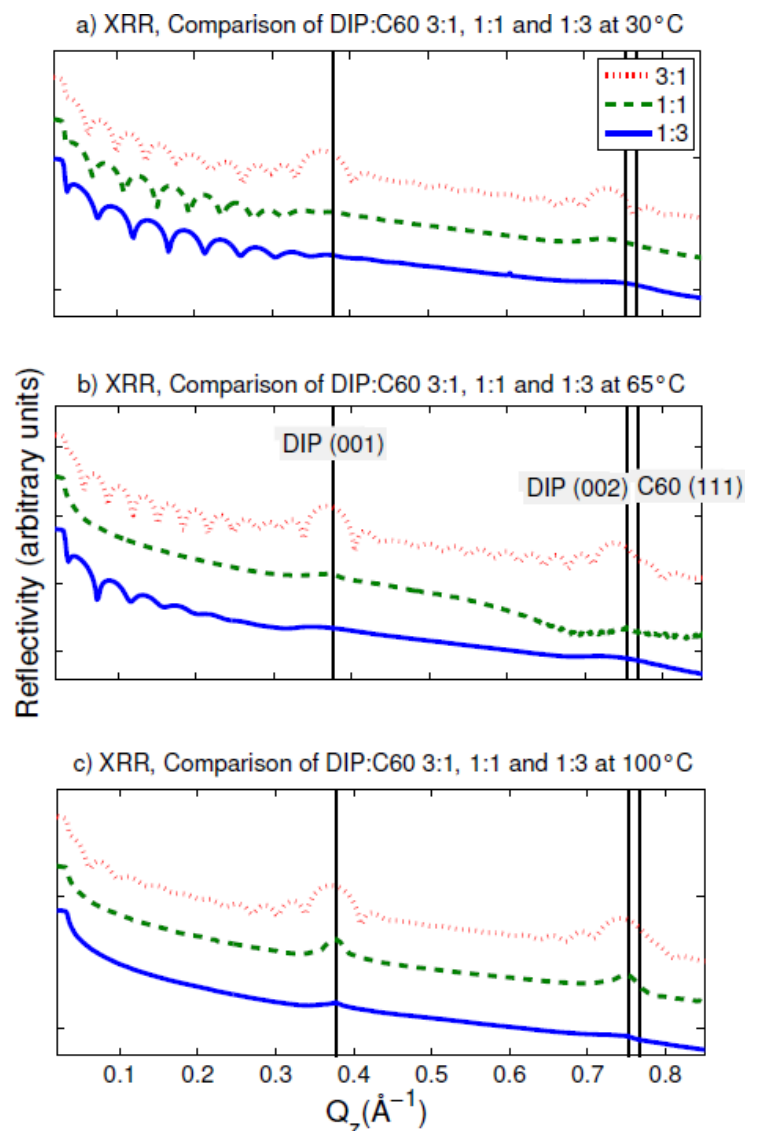 a) XRR, Comparison of DIP:C60 3:1, 1:1 and 1:3 at 30°C
3:1
1:1
1:3
b) XRR, Comparison of DIP:C60 3:1, 1:1 and 1:3 at 65°C
DIP (001)
DIP (002) C60 (111)
Reflectivity (arbitrary units)
c) XRR, Comparison of DIP:C60 3:1, 1:1 and 1:3 at 100°C
0.1 0.2 0.3 0.4 0.5 0.6 0.7 0.8
Q_z(Å⁻¹)